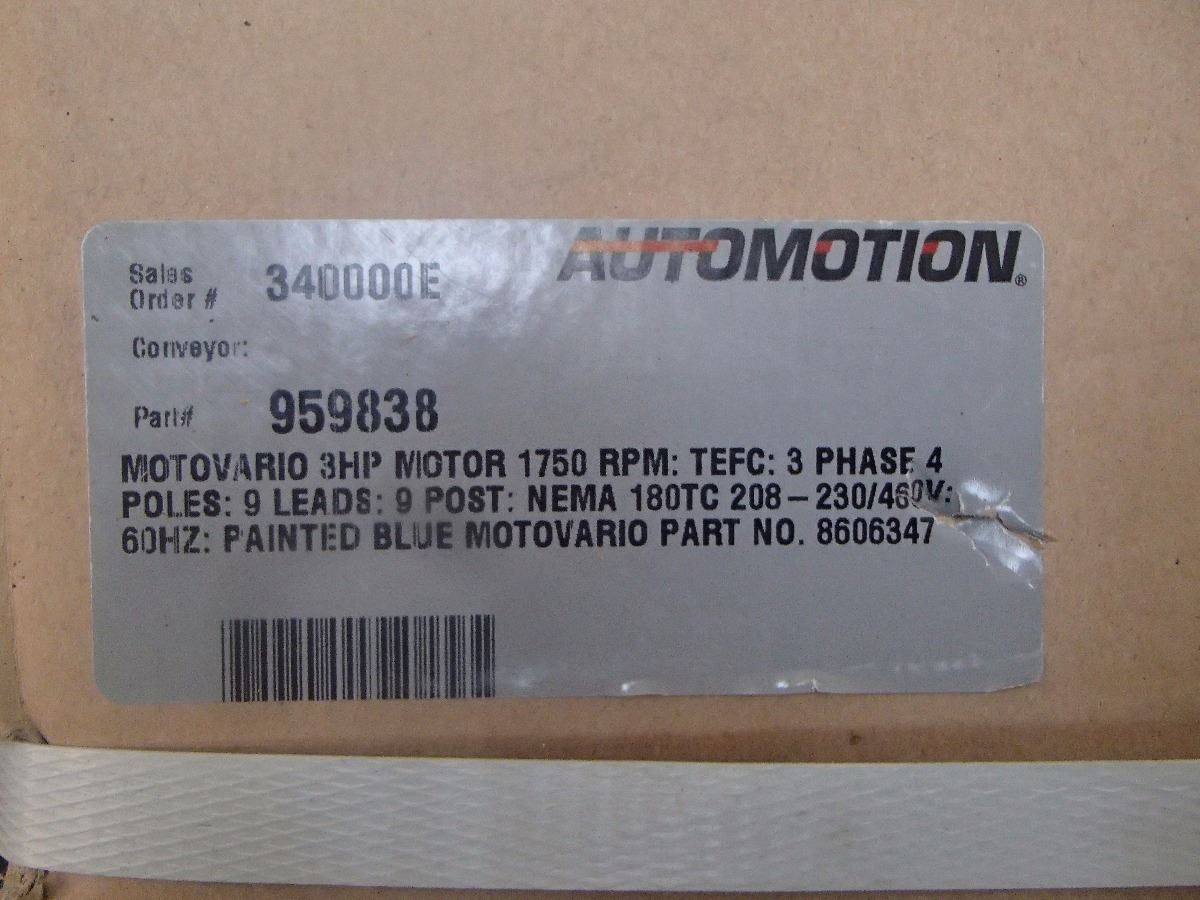 AUTOMOTION®
Sales
Order # 340000E
Conveyor:
Part# 959838
MOTOVARIO 3HP MOTOR 1750 RPM: TEFC: 3 PHASE 4
POLES: 9 LEADS: 9 POST: NEMA 180TC 208-230/460V:
60HZ: PAINTED BLUE MOTOVARIO PART NO. 8606347